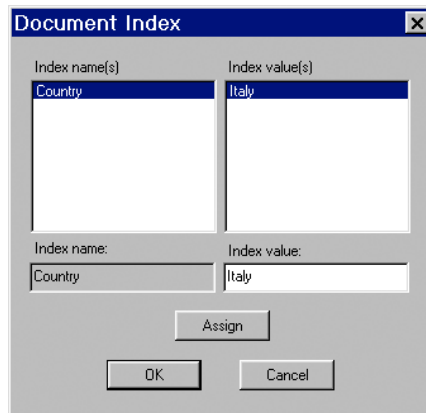 Document Index
Index name(s) Index value(s)
Country Italy
Index name: Index value:
Country Italy
Assign
OK Cancel